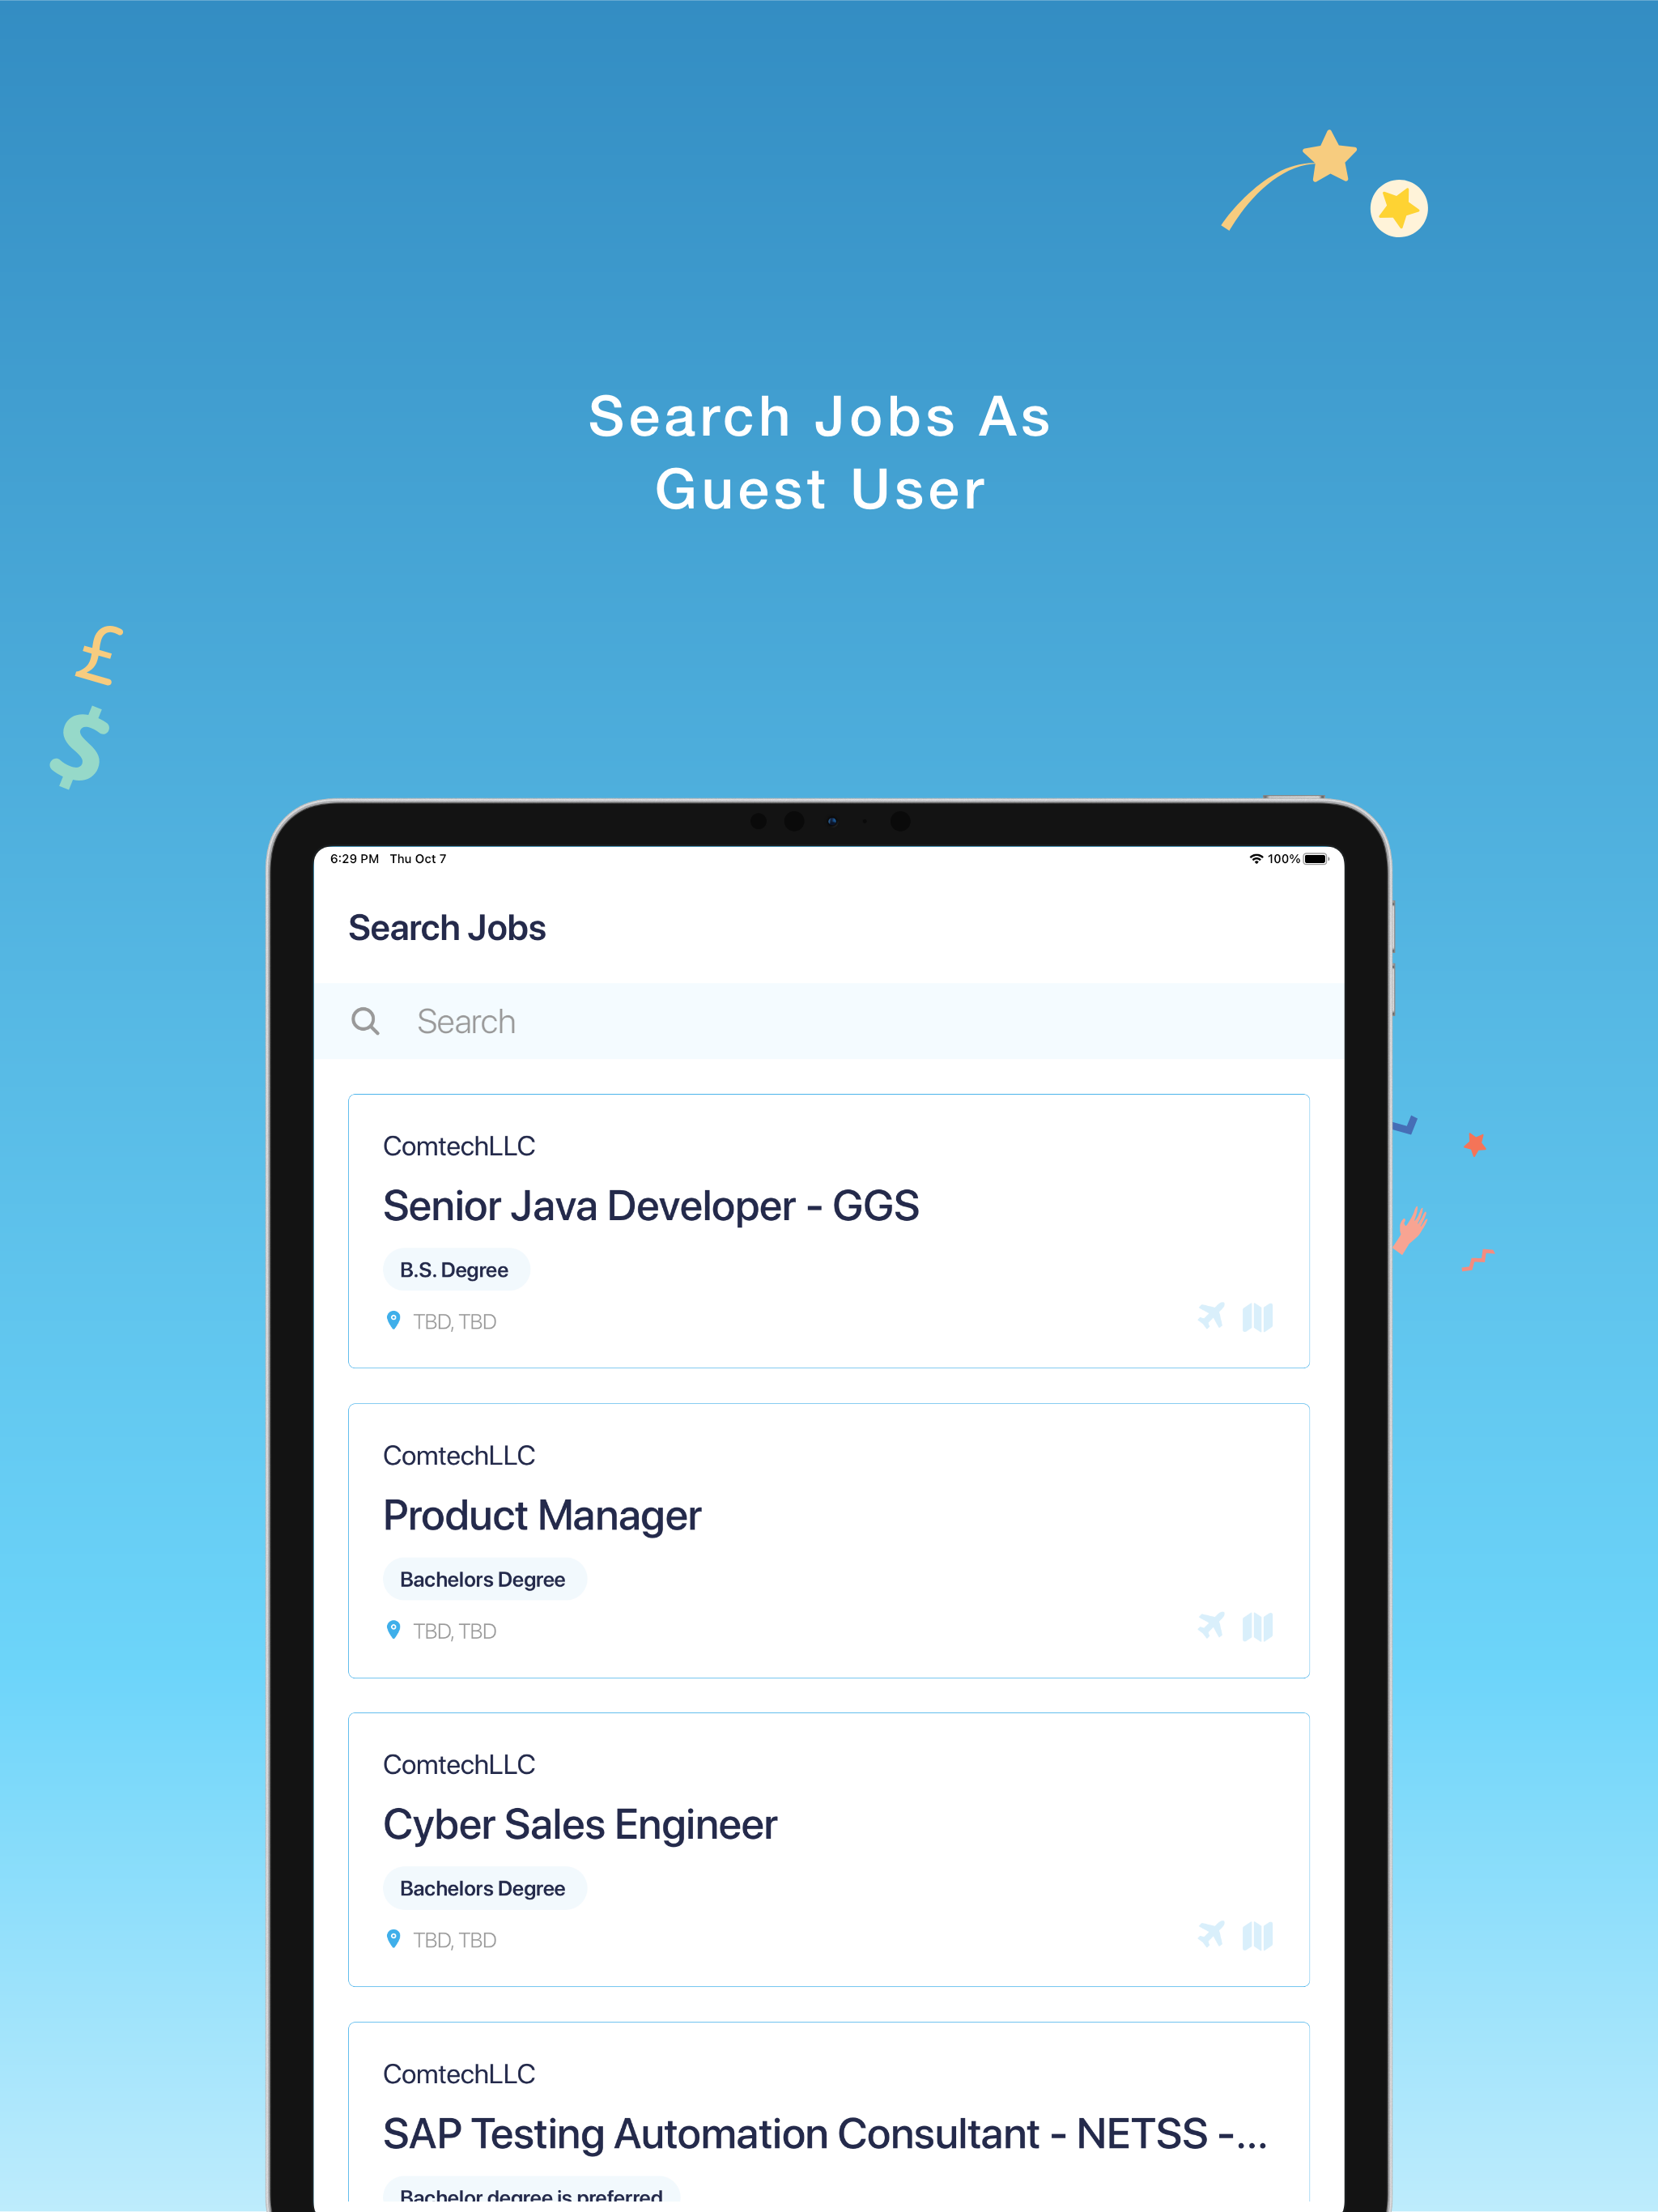 Search Jobs As
Guest User
£
$
6:29 PM Thu Oct 7
100%
Search Jobs
Search
ComtechLLC
Senior Java Developer - GGS
B.S. Degree
TBD, TBD
ComtechLLC
Product Manager
Bachelors Degree
TBD, TBD
ComtechLLC
Cyber Sales Engineer
Bachelors Degree
TBD, TBD
ComtechLLC
SAP Testing Automation Consultant - NETSS -...
Bachelor degree is preferred